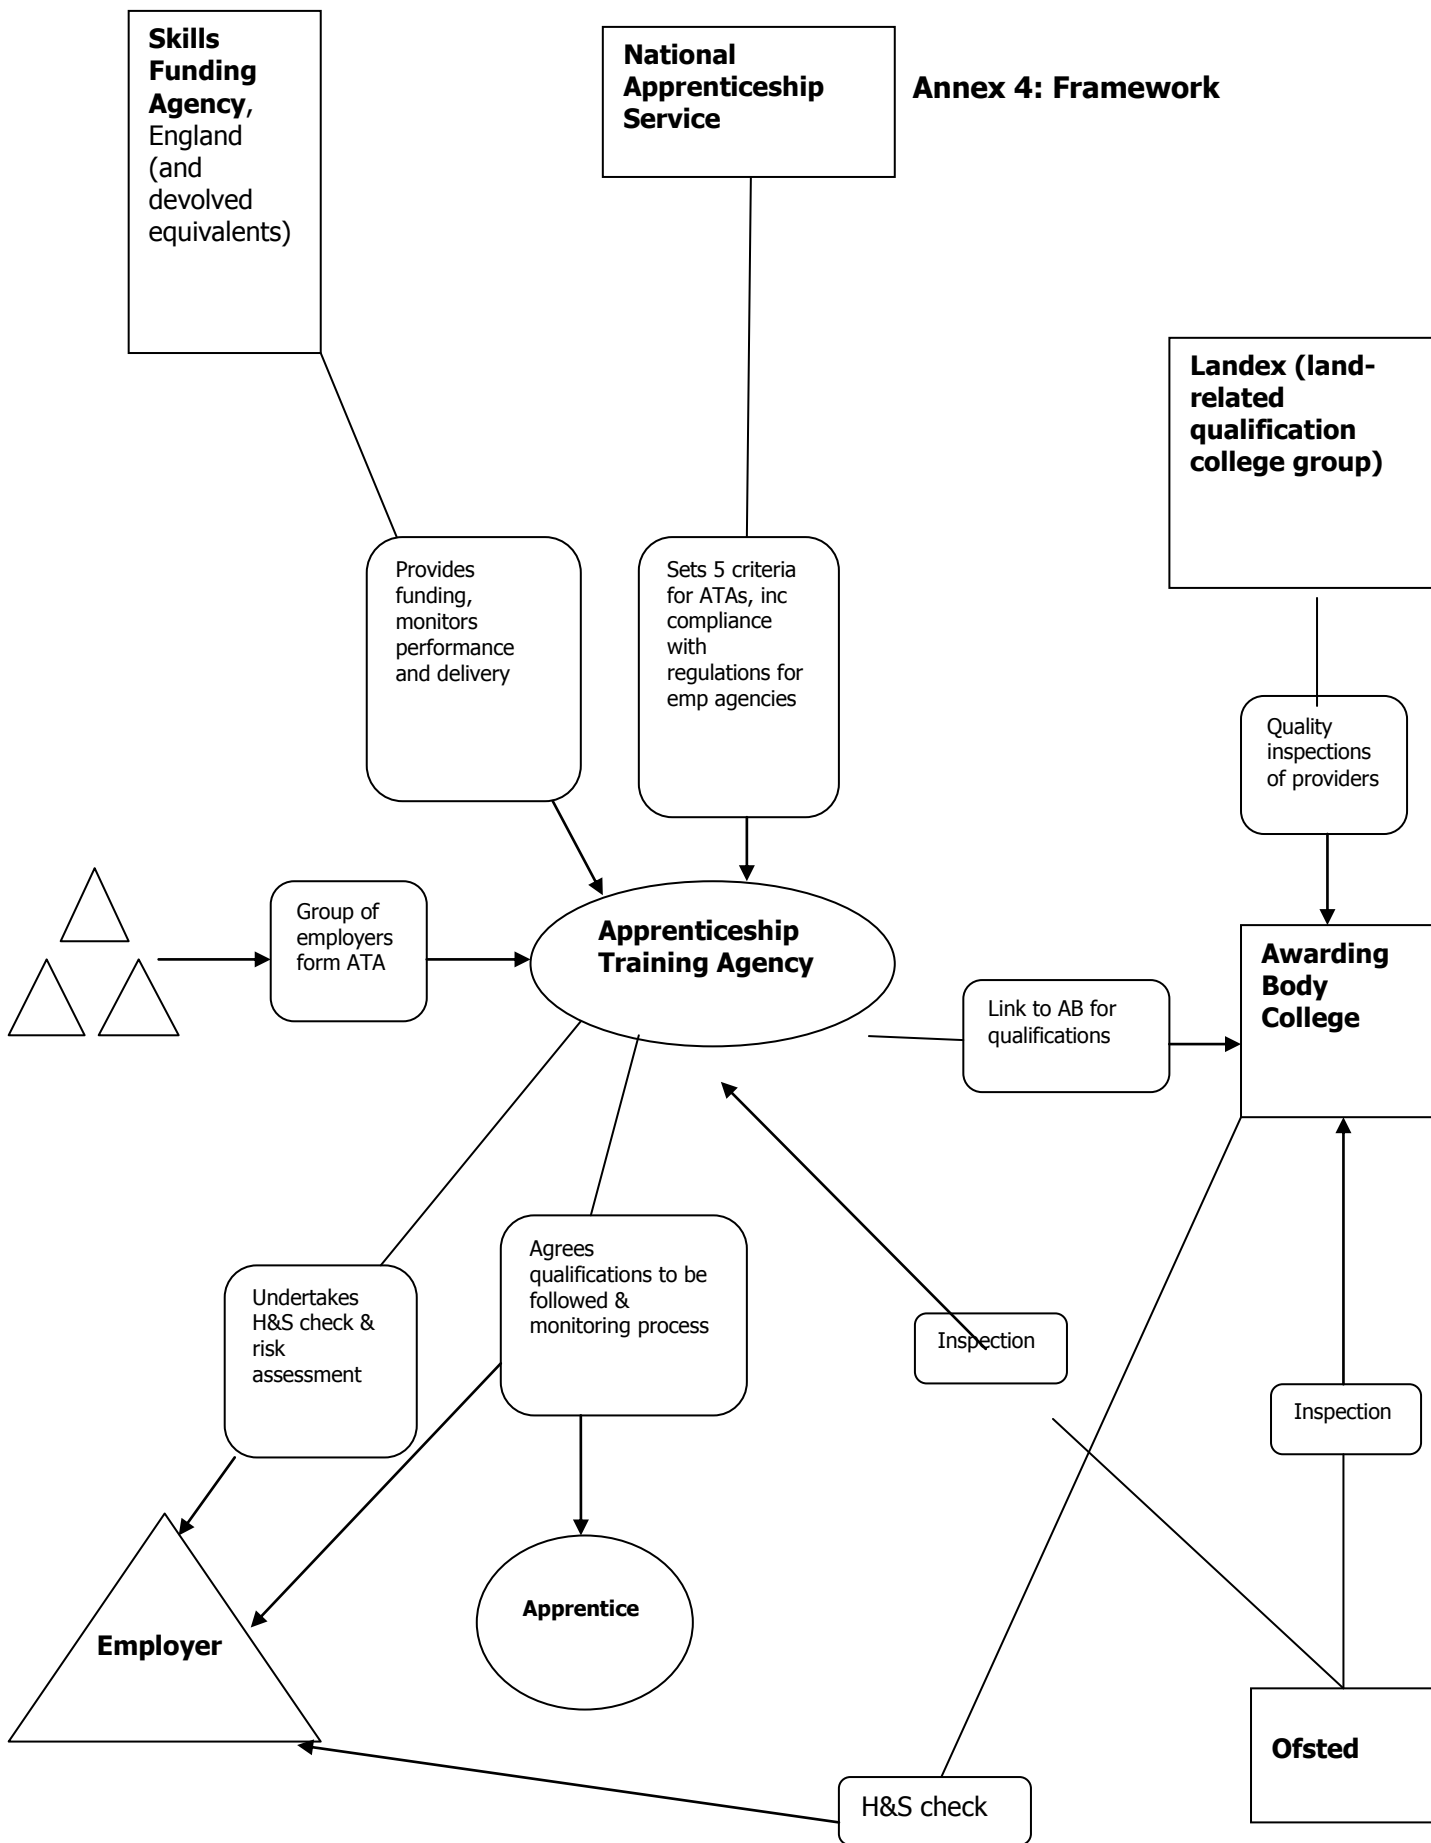 Skills
Funding
Agency,
England
(and
devolved
equivalents)
National
Apprenticeship
Service
Annex 4: Framework
Landex (land-
related
qualification
college group)
Provides
funding,
monitors
performance
and delivery
Sets 5 criteria
for ATAs, inc
compliance
with
regulations for
emp agencies
Quality
inspections
of providers
Group of
employers
form ATA
Apprenticeship
Training Agency
Awarding
Body
College
Link to AB for
qualifications
Agrees
qualifications to be
followed &
monitoring process
Undertakes
H&S check &
risk
assessment
Inspection
Inspection
Apprentice
Employer
Ofsted
H&S check